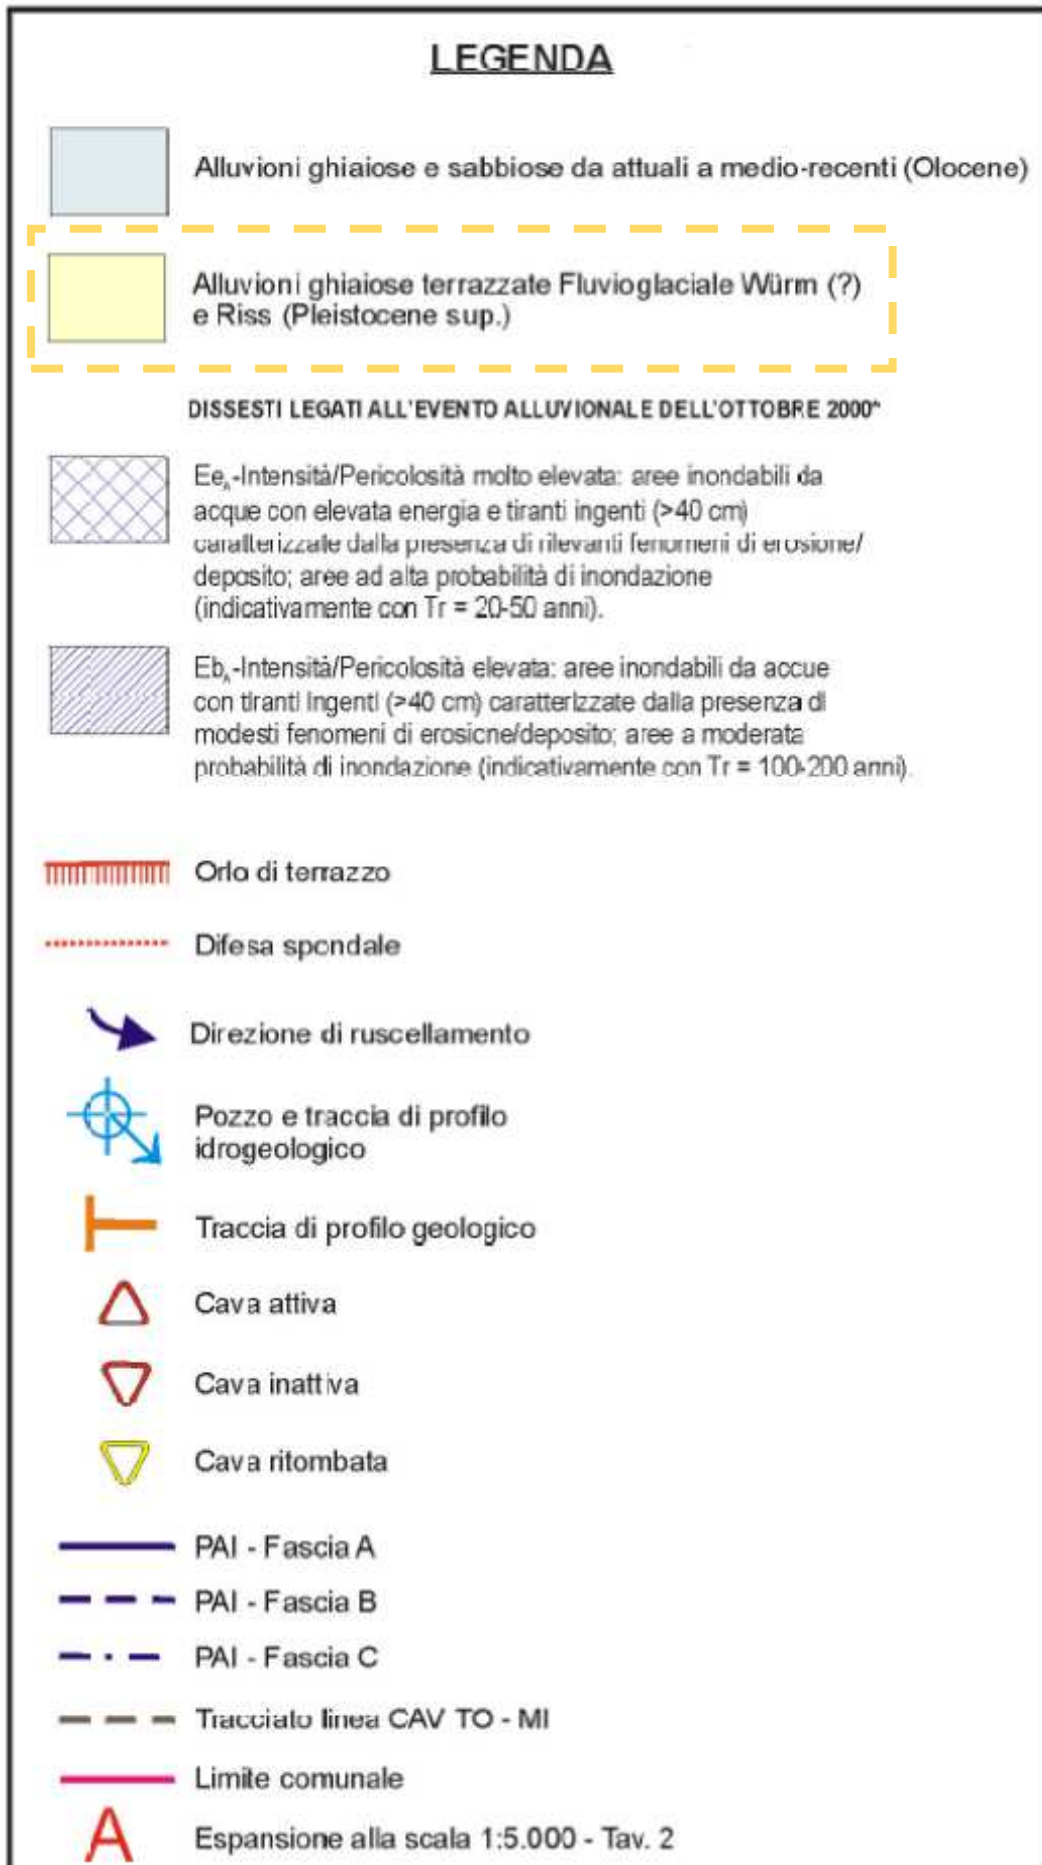 LEGENDA
Alluvioni ghiaiose e sabbiose da attuali a medio-recenti (Olocene)
Alluvioni ghiaiose terrazzate Fluvioglaciale Würm (?)
e Riss (Pleistocene sup.)
DISSESTI LEGATI ALL'EVENTO ALLUVIONALE DELL'OTTOBRE 2000*
EeA-Intensità/Pericolosità molto elevata: aree inondabili da
acque con elevata energia e tiranti ingenti (>40 cm)
caratterizzate dalla presenza di rilevanti fenomeni di erosione/
deposito; aree ad alta probabilità di inondazione
(indicativamente con Tr = 20-50 anni).
EbA-Intensità/Pericolosità elevata: aree inondabili da accue
con tiranti ingenti (>40 cm) caratterizzate dalla presenza di
modesti fenomeni di erosicne/deposito; aree a moderata
probabilità di inondazione (indicativamente con Tr = 100-200 anni).
Orlo di terrazzo
Difesa spondale
Direzione di ruscellamento
Pozzo e traccia di profilo
idrogeologico
Traccia di profilo geologico
Cava attiva
Cava inattiva
Cava ritombata
PAI - Fascia A
PAI - Fascia B
PAI - Fascia C
Tracciato linea CAV TO - MI
Limite comunale
A Espansione alla scala 1:5.000 - Tav. 2